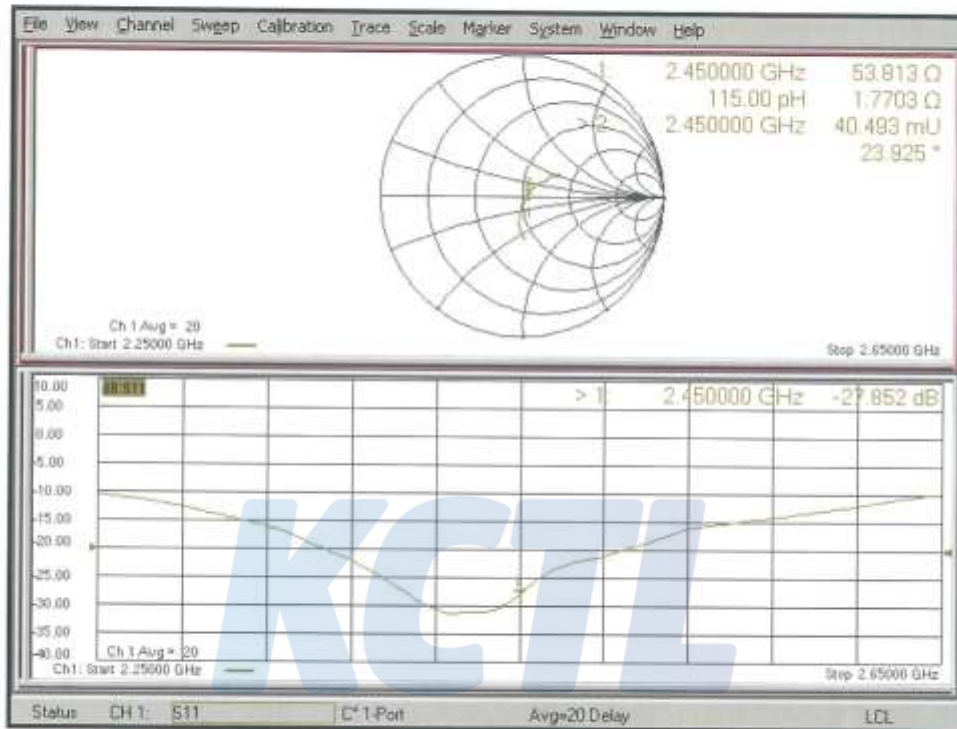 File View Channel Sweep Calibration Trace Scale Marker System Window Help
1: 2.450000 GHz 53.813 Ω
115.00 pH 1.7703 Ω
> 2: 2.450000 GHz 40.493 mU
23.925 °
Ch 1 Avg = 20
Ch1: Start 2.25000 GHz
Stop 2.65000 GHz
10.00
5.00
0.00
-5.00
-10.00
-15.00
-20.00
-25.00
-30.00
-35.00
-40.00
> 1: 2.450000 GHz -27.852 dB
KCTL
Ch 1 Avg = 20
Ch1: Start 2.25000 GHz
Stop 2.65000 GHz
Status CH 1: S11 C* 1-Port Avg=20 Delay LCL